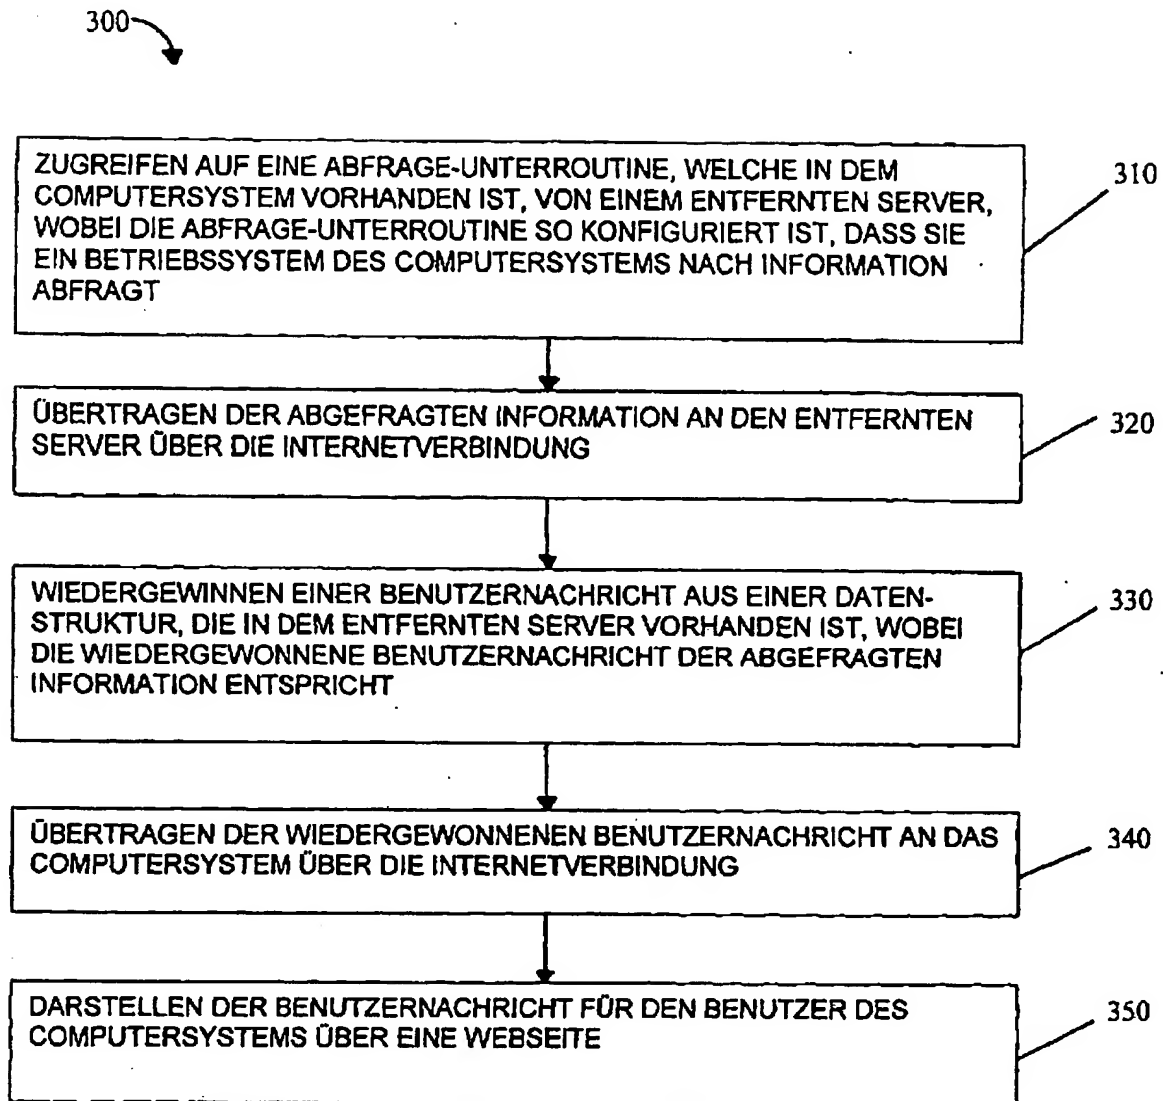 300
ZUGREIFEN AUF EINE ABFRAGE-UNTERROUTINE, WELCHE IN DEM
COMPUTERSYSTEM VORHANDEN IST, VON EINEM ENTFERNTEN SERVER,
WOBEI DIE ABFRAGE-UNTERROUTINE SO KONFIGURIERT IST, DASS SIE
EIN BETRIEBSSYSTEM DES COMPUTERSYSTEMS NACH INFORMATION
ABFRAGT
310
ÜBERTRAGEN DER ABGEFRAGTEN INFORMATION AN DEN ENTFERNTEN
SERVER ÜBER DIE INTERNETVERBINDUNG
320
WIEDERGEWINNEN EINER BENUTZERNACHRICHT AUS EINER DATEN-
STRUKTUR, DIE IN DEM ENTFERNTEN SERVER VORHANDEN IST, WOBEI
DIE WIEDERGEWONNENE BENUTZERNACHRICHT DER ABGEFRAGTEN
INFORMATION ENTSPRICHT
330
ÜBERTRAGEN DER WIEDERGEWONNENEN BENUTZERNACHRICHT AN DAS
COMPUTERSYSTEM ÜBER DIE INTERNETVERBINDUNG
340
DARSTELLEN DER BENUTZERNACHRICHT FÜR DEN BENUTZER DES
COMPUTERSYSTEMS ÜBER EINE WEBSEITE
350